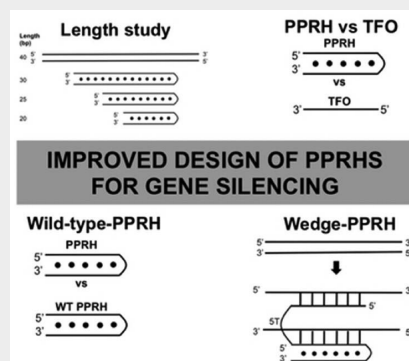 Length study
Length
(bp)
40 5' 3'
3' 5'
30 5'
3'
25 5'
3'
20 5'
3'
PPRH vs TFO
PPRH
5'
3'
vs
TFO
3' 5'
IMPROVED DESIGN OF PPRHS
FOR GENE SILENCING
Wild-type-PPRH
PPRH
5'
3'
vs
WT PPRH
5'
3'
Wedge-PPRH
5' 3'
3' 5'
5' 3'
5'
5T
3' 5'
5'
3'